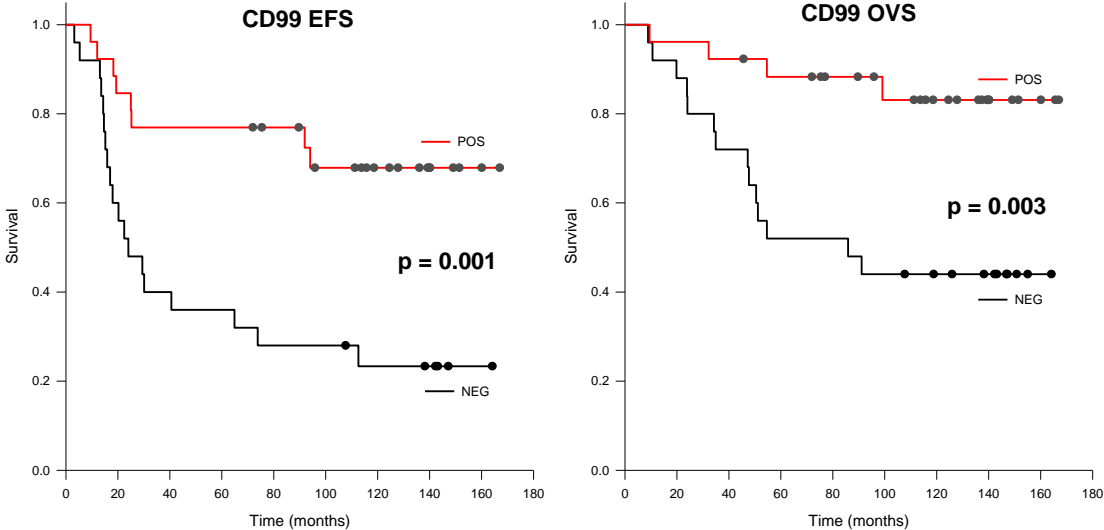 CD99 EFS
1.0
0.8
0.6
0.4
0.2
0.0
Survival
POS
p = 0.001
NEG
0 20 40 60 80 100 120 140 160 180
Time (months)
CD99 OVS
1.0
0.8
0.6
0.4
0.2
0.0
Survival
POS
p = 0.003
NEG
0 20 40 60 80 100 120 140 160 180
Time (months)